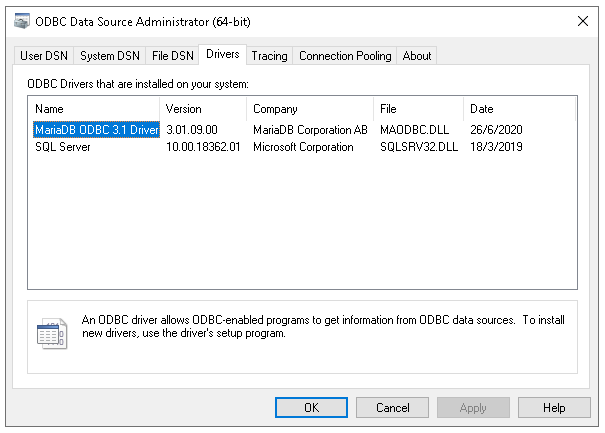 ODBC Data Source Administrator (64-bit)
User DSN System DSN File DSN Drivers Tracing Connection Pooling About
ODBC Drivers that are installed on your system:
Name Version Company File Date
MariaDB ODBC 3.1 Driver 3.01.09.00 MariaDB Corporation AB MAODBC.DLL 26/6/2020
SQL Server 10.00.18362.01 Microsoft Corporation SQLSRV32.DLL 18/3/2019
An ODBC driver allows ODBC-enabled programs to get information from ODBC data sources. To install
new drivers, use the driver's setup program.
OK Cancel Apply Help